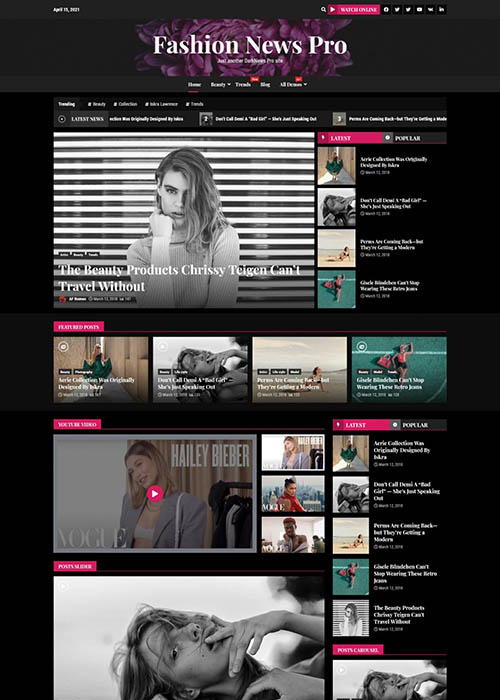 April 15, 2021
WATCH ONLINE
Fashion News Pro
Just another DarkNews Pro site
Home Beauty Trends Blog All Demos
Trending # Beauty # Collection # Iskra Lawrence # Trends
LATEST NEWS
ection Was Originally Designed By Iskra
2 Don't Call Demi A "Bad Girl" — She's Just Speaking Out
3 Perms Are Coming Back—but They're Getting a Mode
LATEST POPULAR
Aerie Collection Was Originally
Designed By Iskra
March 12, 2018
Don't Call Demi A "Bad Girl" —
She's Just Speaking Out
March 12, 2018
Perms Are Coming Back—but
They're Getting a Modern
March 12, 2018
Gisele Bündchen Can't Stop
Wearing These Retro Jeans
March 12, 2018
Artist Beauty Trends
The Beauty Products Chrissy Teigen Can't
Travel Without
AF themes March 12, 2018 147
FEATURED POSTS
Beauty Photography
Aerie Collection Was Originally
Designed By Iskra
March 12, 2018
Beauty Life style
Don't Call Demi A "Bad Girl" —
She's Just Speaking Out
March 12, 2018
Artist Life style Model
Perms Are Coming Back—but
They're Getting a Modern
March 12, 2018
Beauty Model Trends
Gisele Bündchen Can't Stop
Wearing These Retro Jeans
March 12, 2018
YOUTUBE VIDEO
HAILEY BIEBER
VOGUE
LATEST POPULAR
Aerie Collection Was
Originally Designed By
Iskra
March 12, 2018
Don't Call Demi A "Bad
Girl" — She's Just Speaking
Out
March 12, 2018
Perms Are Coming Back—
but They're Getting a
Modern
March 12, 2018
Gisele Bündchen Can't
Stop Wearing These Retro
Jeans
March 12, 2018
The Beauty Products
Chrissy Teigen Can't
Travel Without
March 12, 2018
POSTS SLIDER
POSTS CAROUSEL